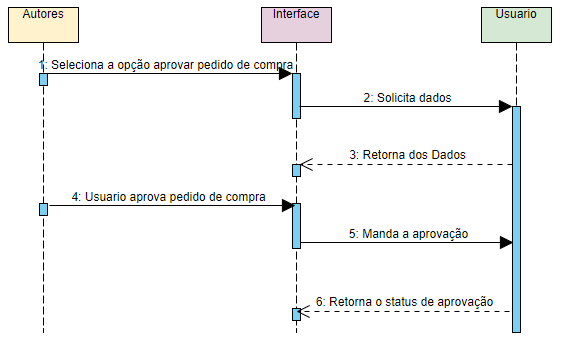 Autores
Interface
Usuario
1: Seleciona a opção aprovar pedido de compra
2: Solicita dados
3: Retorna dos Dados
4: Usuario aprova pedido de compra
5: Manda a aprovação
6: Retorna o status de aprovação